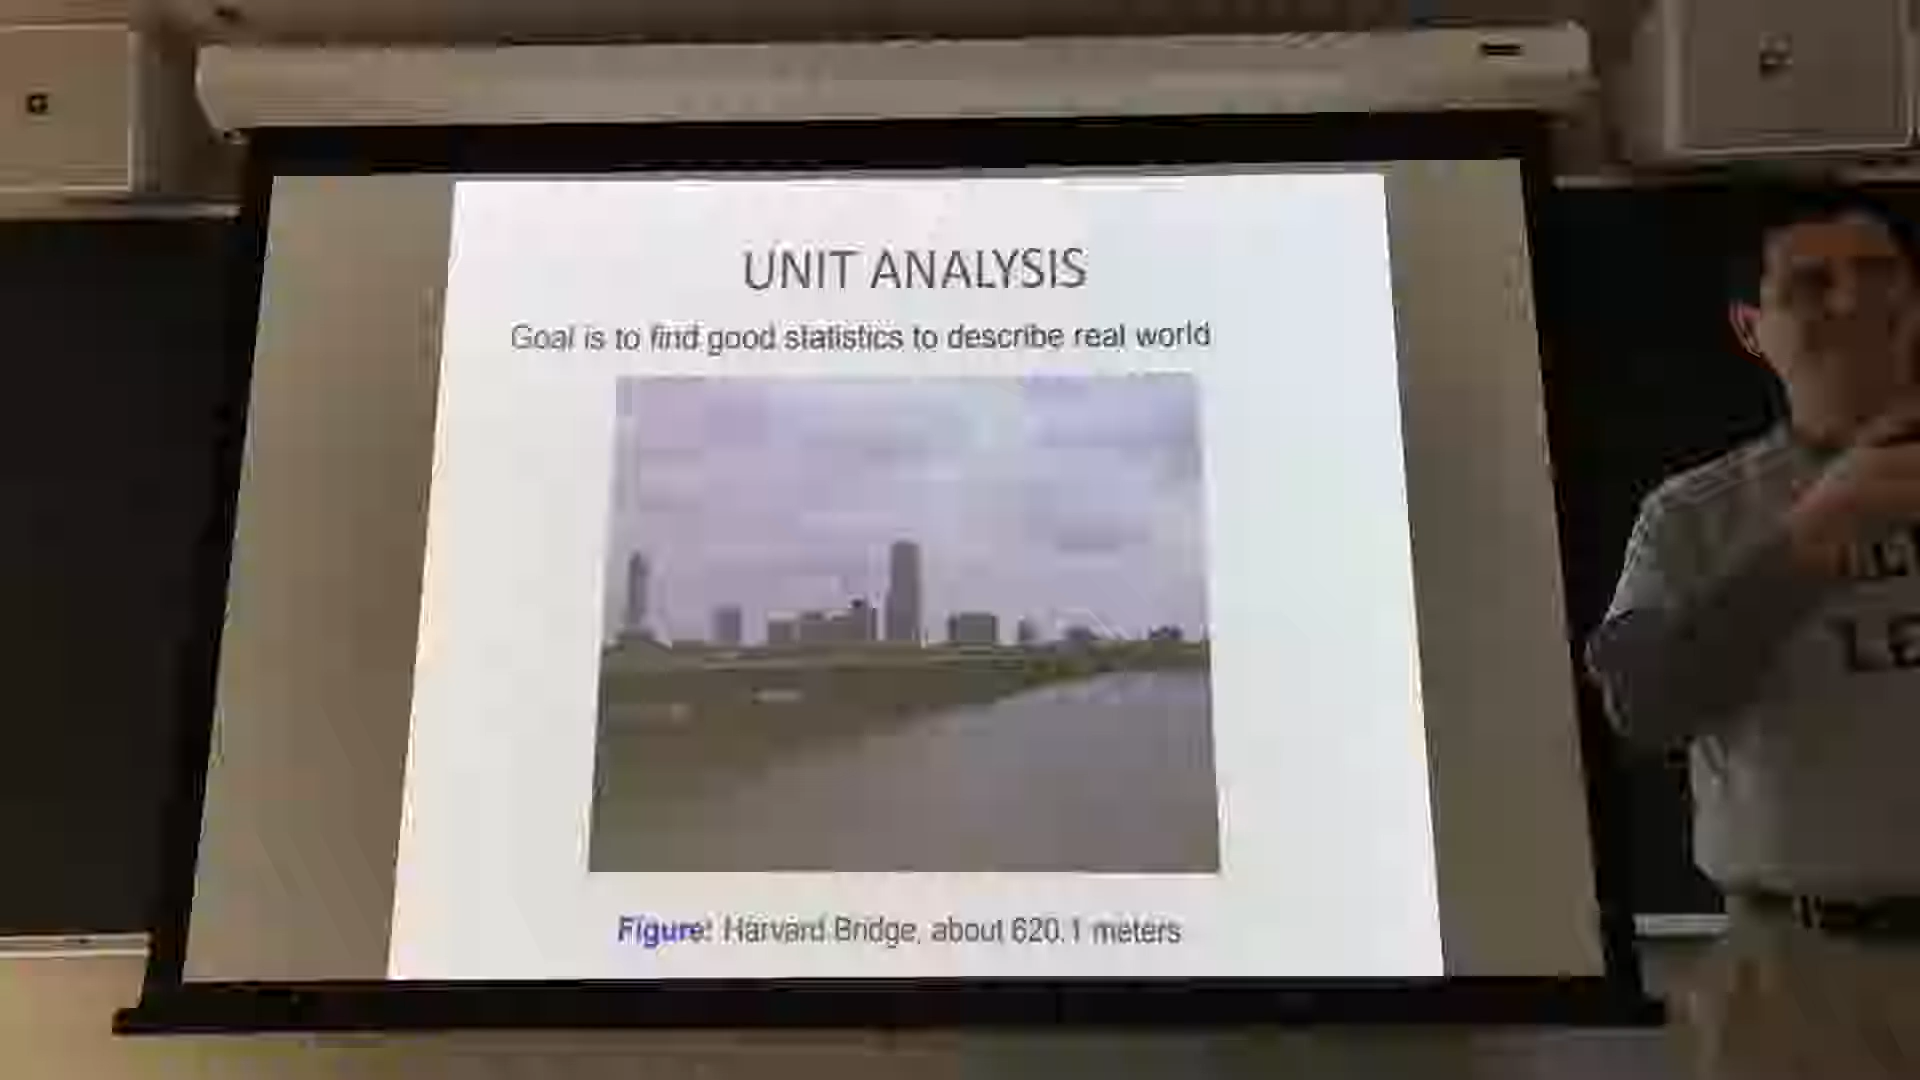 UNIT ANALYSIS
Goal is to find good statistics to describe real world
Figure: Harvard Bridge, about 620.1 meters